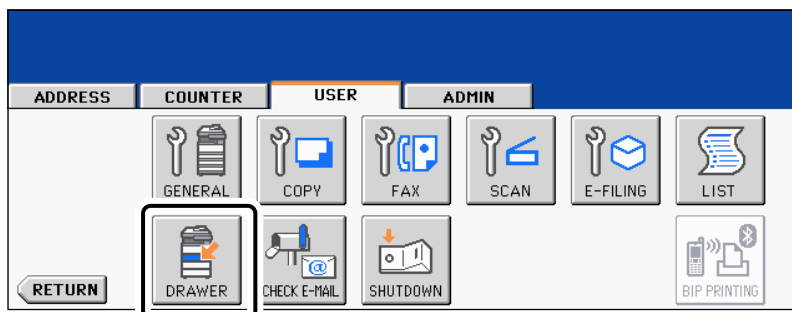 ADDRESS COUNTER USER ADMIN
GENERAL COPY FAX SCAN E-FILING LIST
DRAWER CHECK E-MAIL SHUTDOWN BIP PRINTING
RETURN